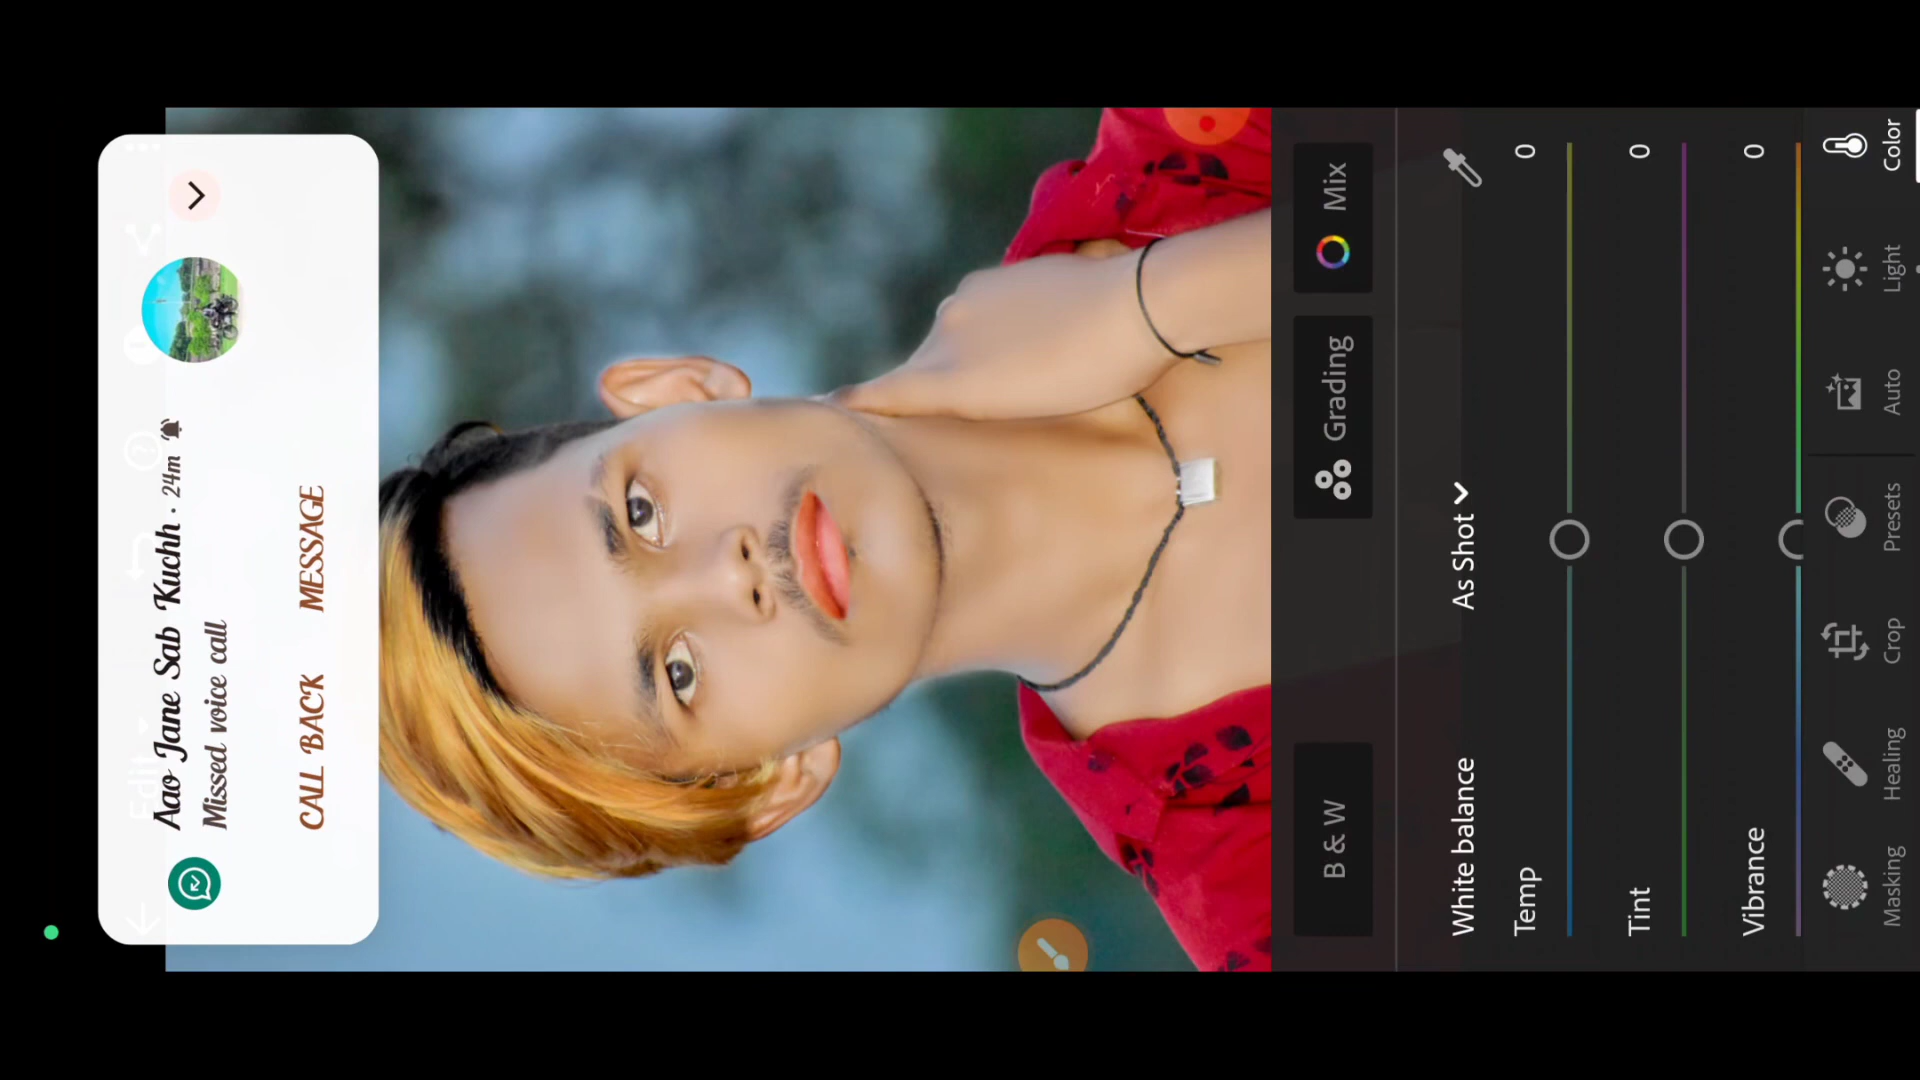 Edit
Aao Jane Sab Kuchh · 24m
Missed voice call
CALL BACK MESSAGE
B & W Grading Mix
White balance As Shot
Temp 0
Tint 0
Vibrance 0
Masking Healing Crop Presets Auto Light Color